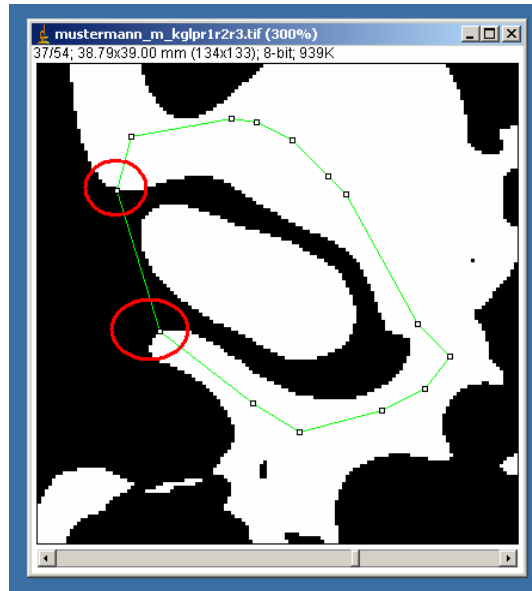 mustermann_m_kglpr1r2r3.tif (300%)
37/54; 38.79x39.00 mm (134x133); 8-bit; 939K